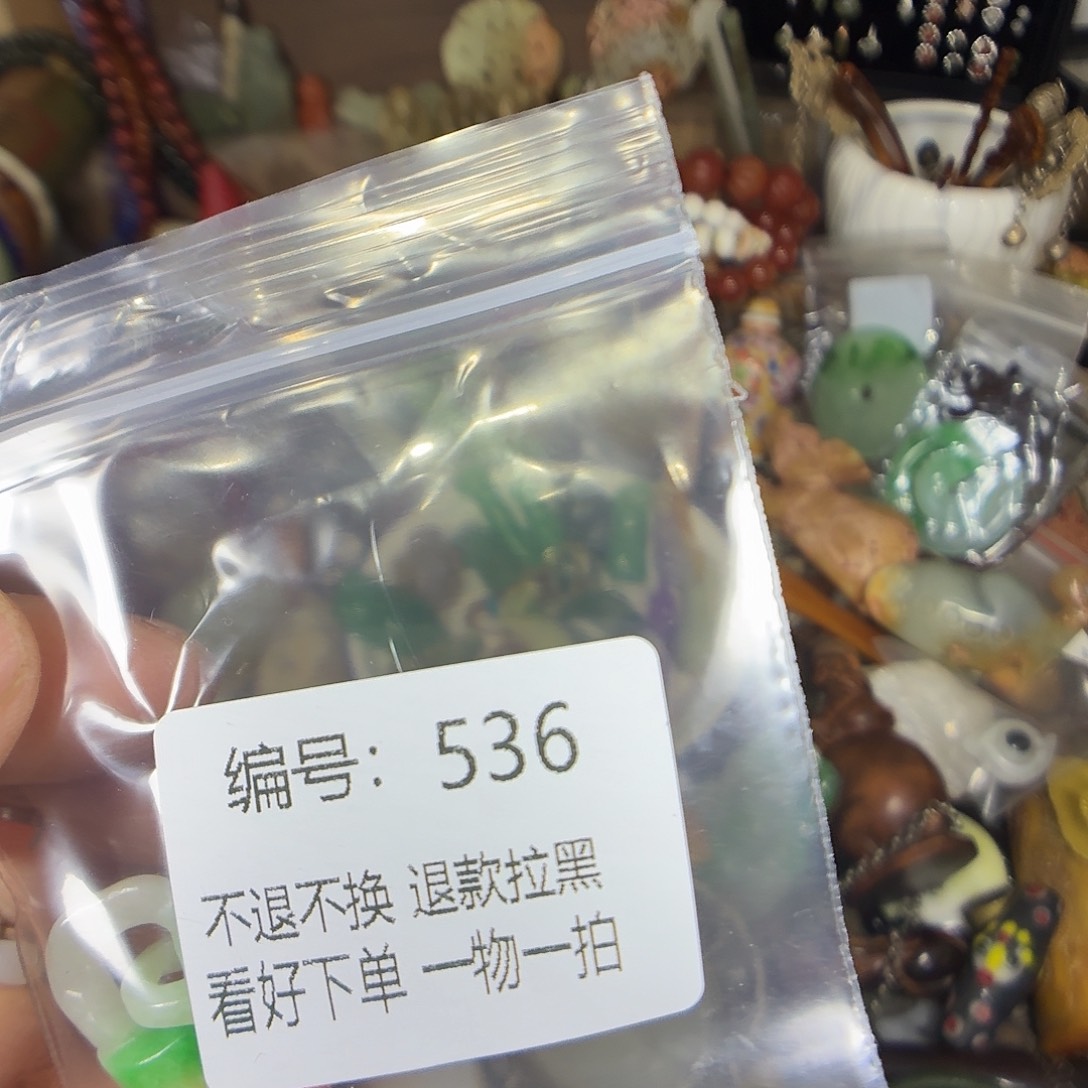 编号：536
不退不换 退款拉黑
看好下单 一物一拍